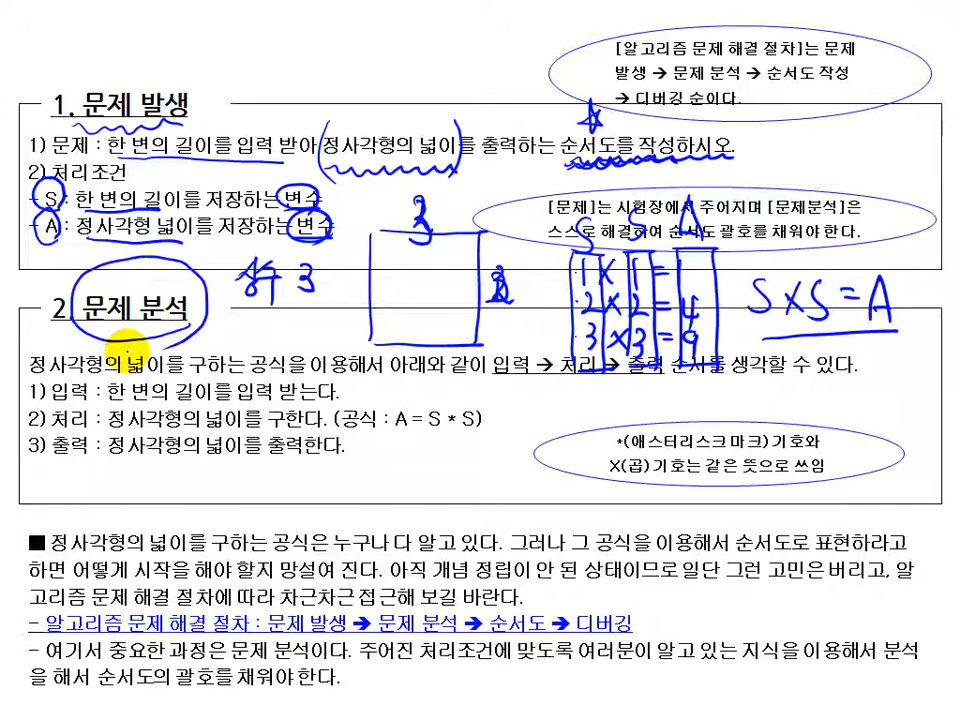 [알고리즘 문제 해결 절차]는 문제
발생 → 문제 분석 → 순서도 작성
→ 디버깅 순이다.
1. 문제 발생
1) 문제 : 한 변의 길이를 입력 받아 정사각형의 넓이를 출력하는 순서도를 작성하시오.
2) 처리조건
- S : 한 변의 길이를 저장하는 변수
- A : 정사각형 넓이를 저장하는 변수
[문제]는 시험장에서 주어지며 [문제분석]은
스스로 해결하여 순서도 괄호를 채워야 한다.
S S A
1 × 1 = 1
2 × 2 = 4
3 × 3 = 9
S × S = A
3
2. 문제 분석
정사각형의 넓이를 구하는 공식을 이용해서 아래와 같이 입력 → 처리 → 출력 순서를 생각할 수 있다.
1) 입력 : 한 변의 길이를 입력 받는다.
2) 처리 : 정사각형의 넓이를 구한다. (공식 : A = S * S)
3) 출력 : 정사각형의 넓이를 출력한다.
*(애스터리스크 마크) 기호와
X(곱) 기호는 같은 뜻으로 쓰임
■ 정사각형의 넓이를 구하는 공식은 누구나 다 알고 있다. 그러나 그 공식을 이용해서 순서도로 표현하라고
하면 어떻게 시작을 해야 할지 망설여 진다. 아직 개념 정립이 안 된 상태이므로 일단 그런 고민은 버리고, 알
고리즘 문제 해결 절차에 따라 차근차근 접근해 보길 바란다.
- 알고리즘 문제 해결 절차 : 문제 발생 → 문제 분석 → 순서도 → 디버깅
- 여기서 중요한 과정은 문제 분석이다. 주어진 처리조건에 맞도록 여러분이 알고 있는 지식을 이용해서 분석
을 해서 순서도의 괄호를 채워야 한다.